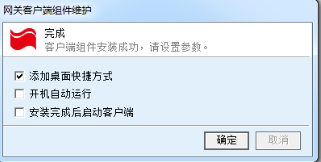 网关客户端组件维护
完成
客户端组件安装成功，请设置参数。
添加桌面快捷方式
开机自动运行
安装完成后启动客户端
确定
取消